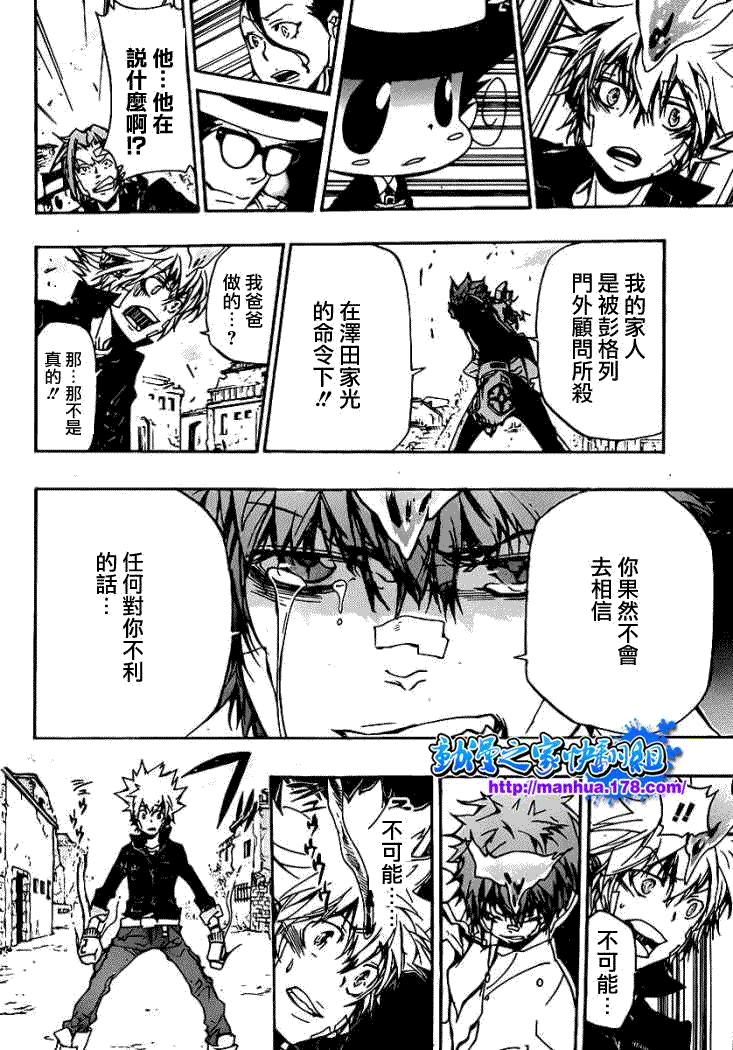 他…他在
說什麼啊!?
我的家人
是被彭格列
門外顧問所殺
在澤田家光
的命令下!!
我爸爸
做的…?
那…那不是
真的!!
你果然不會
去相信
任何對你不利
的話…
動漫之家快翻組
http://manhua.178.com/
!!
不可能…
不可能……